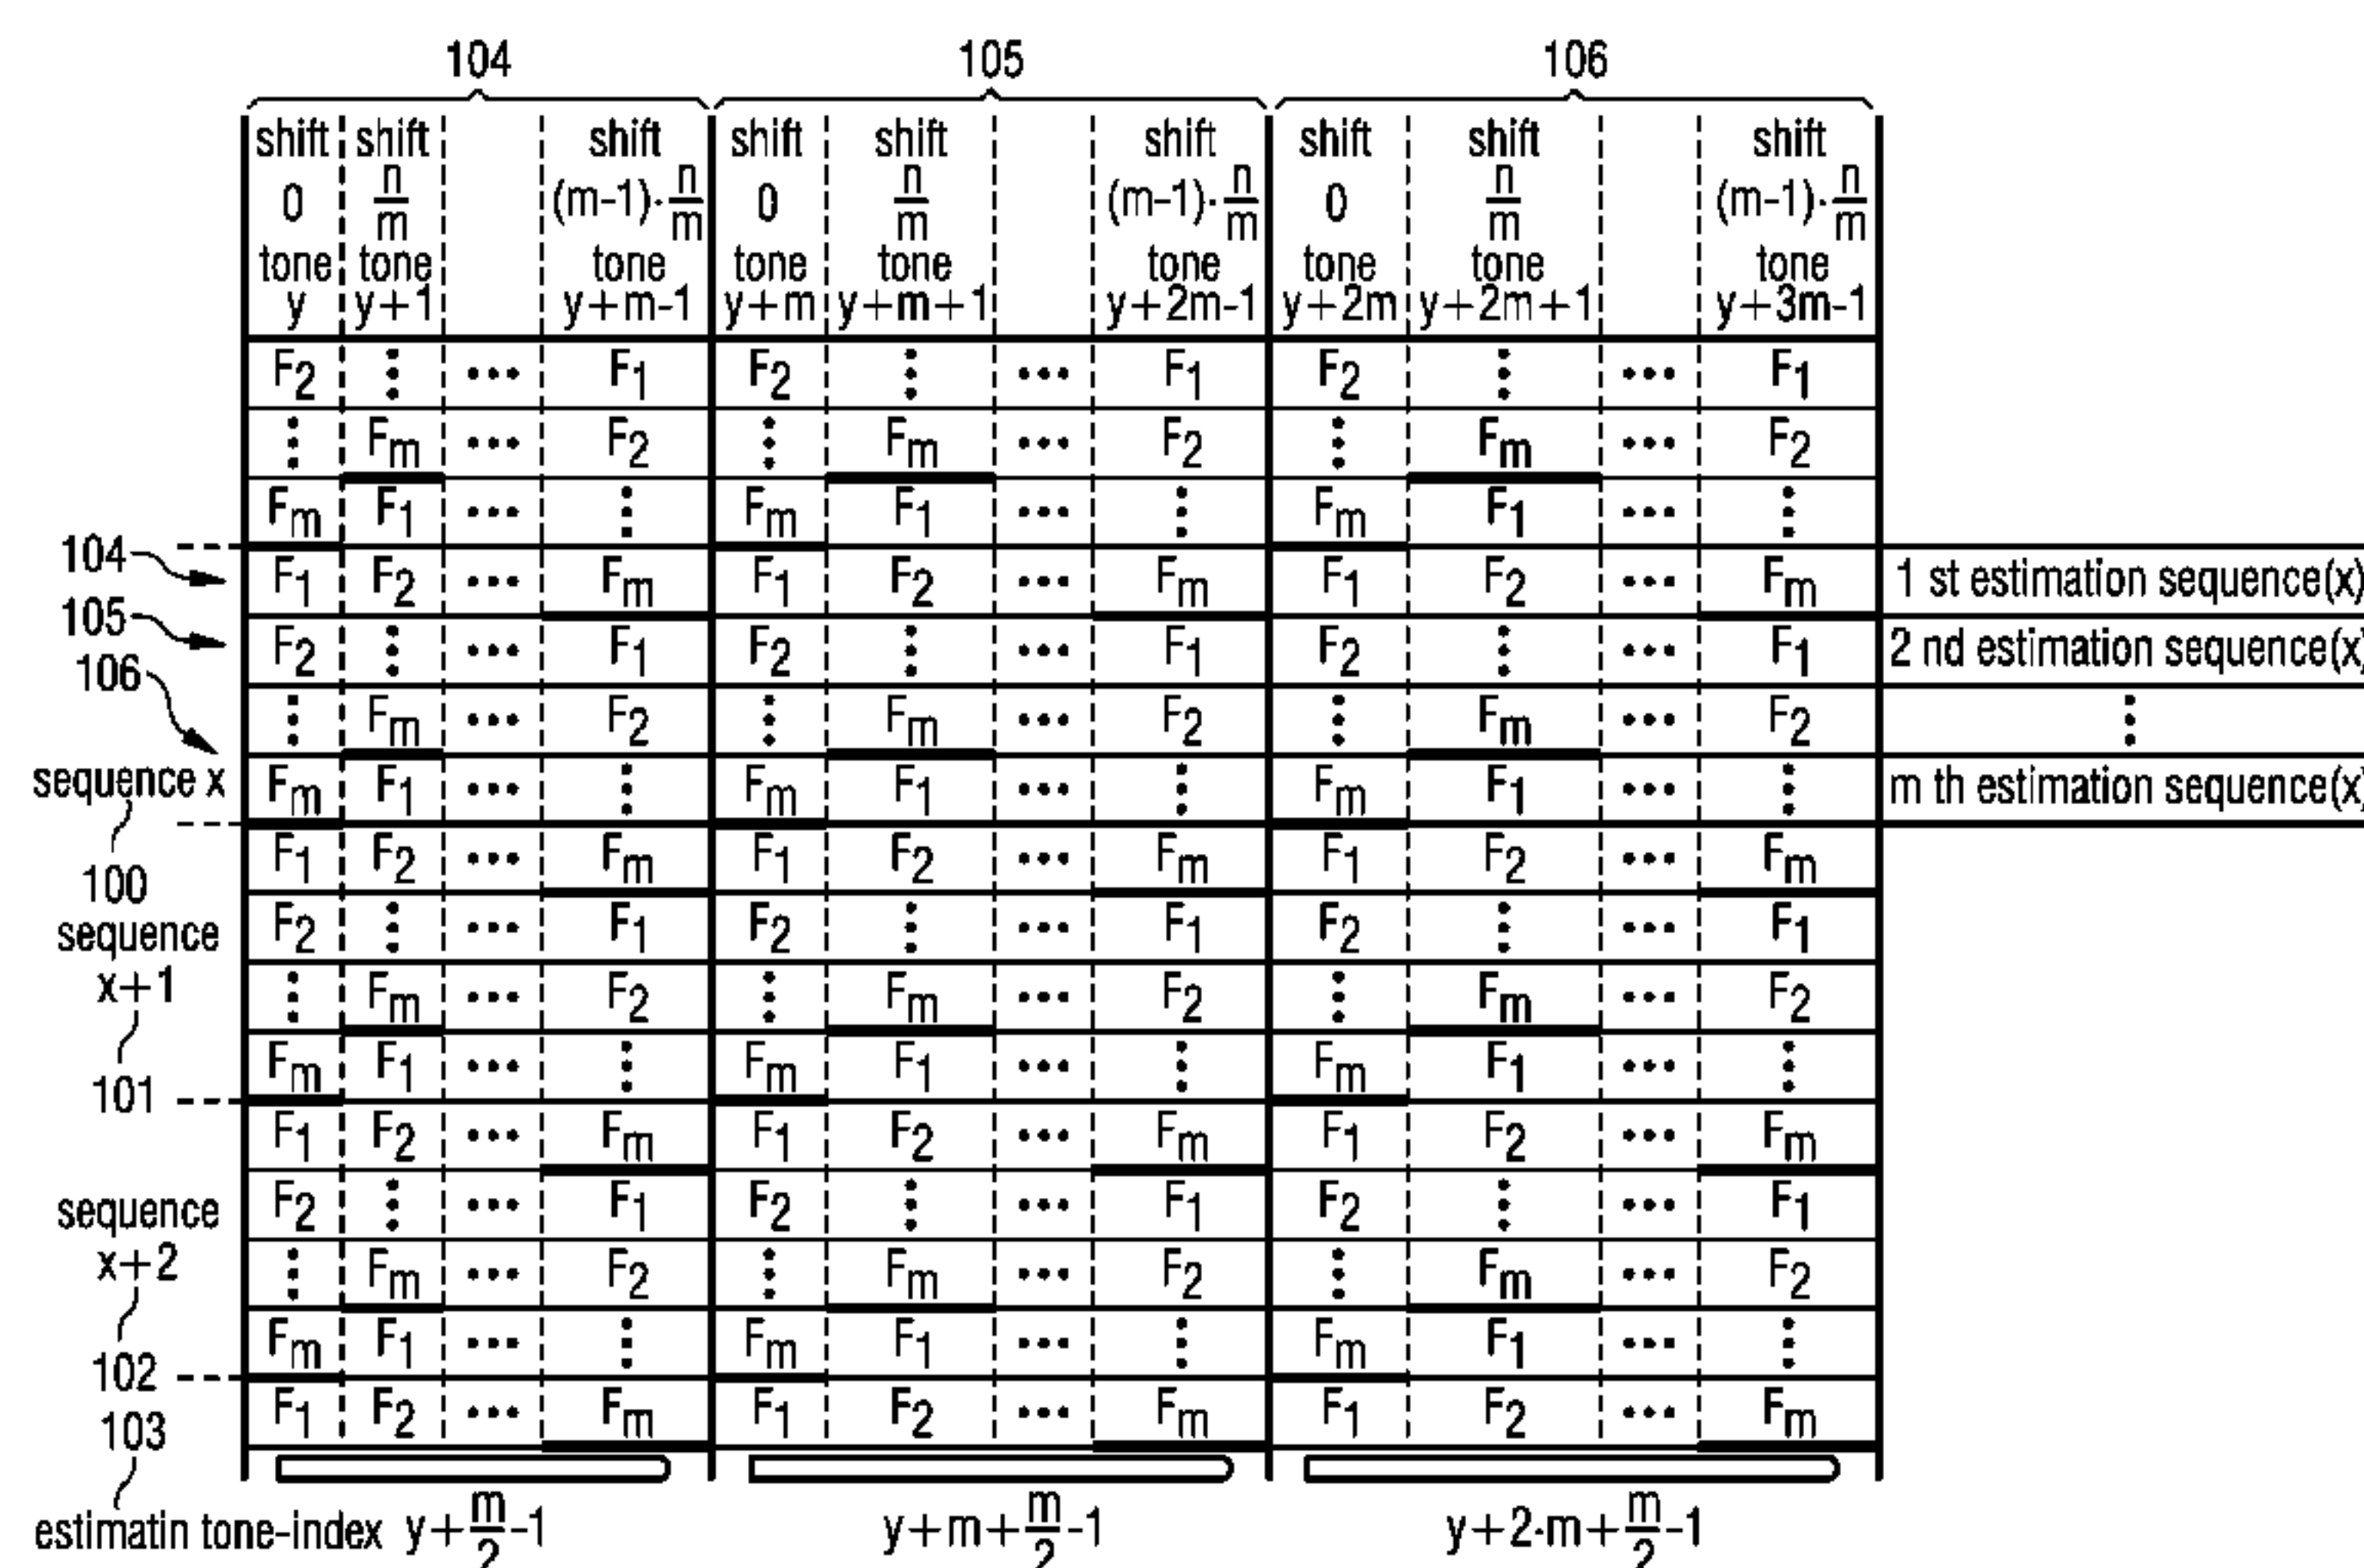 104 105 106
shift shift shift shift shift shift shift shift shift
0 n/m (m-1)·n/m 0 n/m (m-1)·n/m 0 n/m (m-1)·n/m
tone tone tone tone tone tone tone tone tone
y y+1 y+m-1 y+m y+m+1 y+2m-1 y+2m y+2m+1 y+3m-1
F2 ⋮ ... F1 F2 ⋮ ... F1 F2 ⋮ ... F1
⋮ Fm ... F2 ⋮ Fm ... F2 ⋮ Fm ... F2
Fm F1 ... ⋮ Fm F1 ... ⋮ Fm F1 ... ⋮
104 F1 F2 ... Fm F1 F2 ... Fm F1 F2 ... Fm 1 st estimation sequence(x)
105 F2 ⋮ ... F1 F2 ⋮ ... F1 F2 ⋮ ... F1 2 nd estimation sequence(x)
106 ⋮ Fm ... F2 ⋮ Fm ... F2 ⋮ Fm ... F2 ⋮
sequence x Fm F1 ... ⋮ Fm F1 ... ⋮ Fm F1 ... ⋮ m th estimation sequence(x)
100 F1 F2 ... Fm F1 F2 ... Fm F1 F2 ... Fm
sequence F2 ⋮ ... F1 F2 ⋮ ... F1 F2 ⋮ ... F1
x+1 ⋮ Fm ... F2 ⋮ Fm ... F2 ⋮ Fm ... F2
101 Fm F1 ... ⋮ Fm F1 ... ⋮ Fm F1 ... ⋮
F1 F2 ... Fm F1 F2 ... Fm F1 F2 ... Fm
sequence F2 ⋮ ... F1 F2 ⋮ ... F1 F2 ⋮ ... F1
x+2 ⋮ Fm ... F2 ⋮ Fm ... F2 ⋮ Fm ... F2
102 Fm F1 ... ⋮ Fm F1 ... ⋮ Fm F1 ... ⋮
103 F1 F2 ... Fm F1 F2 ... Fm F1 F2 ... Fm
estimatin tone-index y+m/2-1 y+m+m/2-1 y+2·m+m/2-1